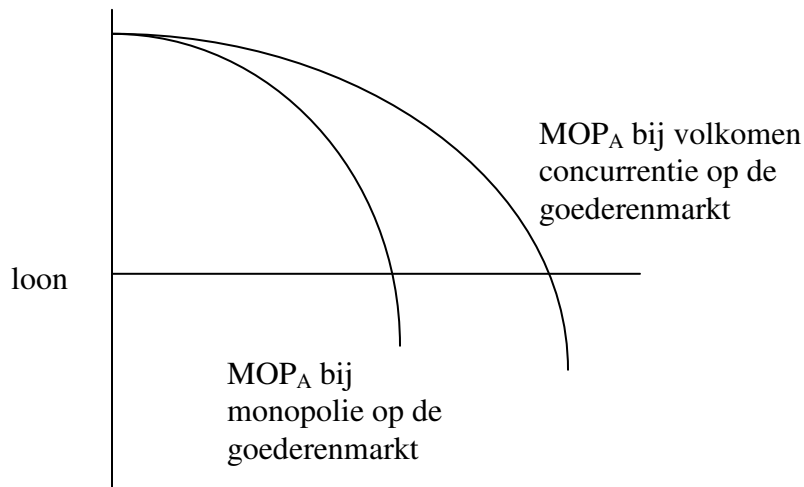 MOPA bij volkomen
concurrentie op de
goederenmarkt
loon
MOPA bij
monopolie op de
goederenmarkt